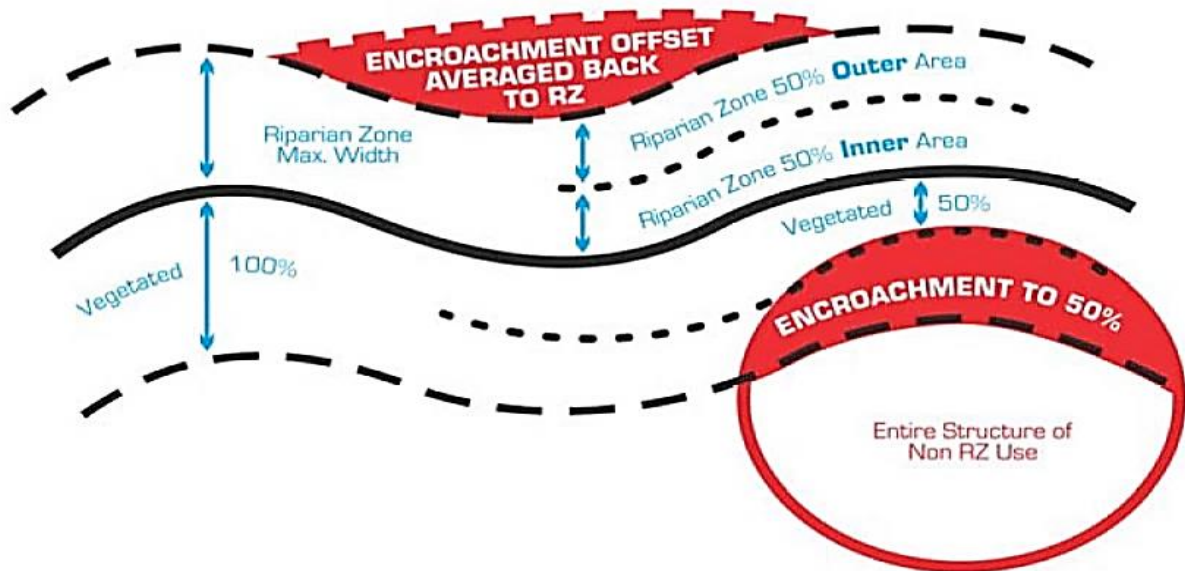 ENCROACHMENT OFFSET
AVERAGED BACK
TO RZ
Riparian Zone
Max. Width
Riparian Zone 50% Outer Area
Riparian Zone 50% Inner Area
Vegetated 50%
Vegetated 100%
ENCROACHMENT TO 50%
Entire Structure of
Non RZ Use